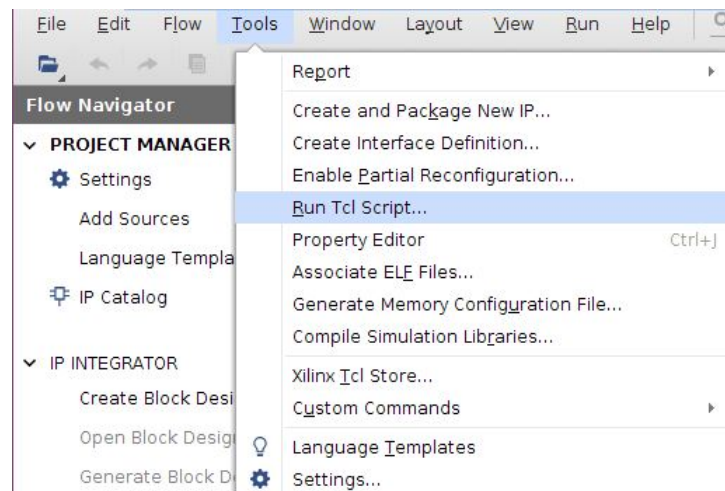 File Edit Flow Tools Window Layout View Run Help
Report
Flow Navigator
Create and Package New IP...
Create Interface Definition...
PROJECT MANAGER
Enable Partial Reconfiguration...
Settings
Run Tcl Script...
Add Sources
Property Editor Ctrl+J
Language Templa
Associate ELF Files...
IP Catalog
Generate Memory Configuration File...
Compile Simulation Libraries...
IP INTEGRATOR
Xilinx Tcl Store...
Create Block Desi
Custom Commands
Open Block Desig
Language Templates
Generate Block D
Settings...